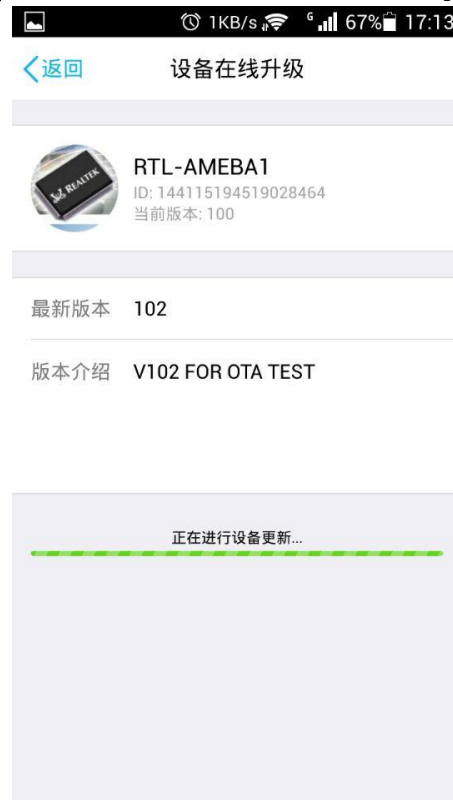 1KB/s G 67% 17:13
返回 设备在线升级
REALTEK
RTL-AMEBA1
ID: 144115194519028464
当前版本: 100
最新版本 102
版本介绍 V102 FOR OTA TEST
正在进行设备更新...